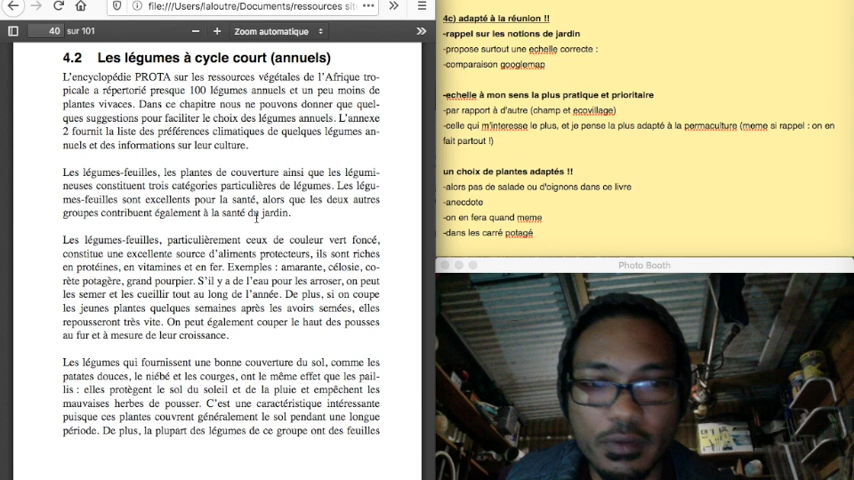 file:///Users/laloutre/Documents/ressources sit
40 sur 101
Zoom automatique
4.2 Les légumes à cycle court (annuels)
L'encyclopédie PROTA sur les ressources végétales de l'Afrique tro-
picale a répertorié presque 100 légumes annuels et un peu moins de
plantes vivaces. Dans ce chapitre nous ne pouvons donner que quel-
ques suggestions pour faciliter le choix des légumes annuels. L'annexe
2 fournit la liste des préférences climatiques de quelques légumes an-
nuels et des informations sur leur culture.
Les légumes-feuilles, les plantes de couverture ainsi que les légumi-
neuses constituent trois catégories particulières de légumes. Les légu-
mes-feuilles sont excellents pour la santé, alors que les deux autres
groupes contribuent également à la santé du jardin.
Les légumes-feuilles, particulièrement ceux de couleur vert foncé,
constitue une excellente source d'aliments protecteurs, ils sont riches
en protéines, en vitamines et en fer. Exemples : amarante, célosie, co-
rète potagère, grand pourpier. S'il y a de l'eau pour les arroser, on peut
les semer et les cueillir tout au long de l'année. De plus, si on coupe
les jeunes plantes quelques semaines après les avoirs semées, elles
repousseront très vite. On peut également couper le haut des pousses
au fur et à mesure de leur croissance.
Les légumes qui fournissent une bonne couverture du sol, comme les
patates douces, le niébé et les courges, ont le même effet que les pail-
lis : elles protègent le sol du soleil et de la pluie et empêchent les
mauvaises herbes de pousser. C'est une caractéristique intéressante
puisque ces plantes couvrent généralement le sol pendant une longue
période. De plus, la plupart des légumes de ce groupe ont des feuilles
4c) adapté à la réunion !!
-rappel sur les notions de jardin
-propose surtout une echelle correcte :
-comparaison googlemap
-echelle à mon sens la plus pratique et prioritaire
-par rapport à d'autre (champ et ecovillage)
-celle qui m'interesse le plus, et je pense la plus adapté à la permaculture (meme si rappel : on en
fait partout !)
un choix de plantes adaptés !!
-alors pas de salade ou d'oignons dans ce livre
-anecdote
-on en fera quand meme
-dans les carré potagé
Photo Booth